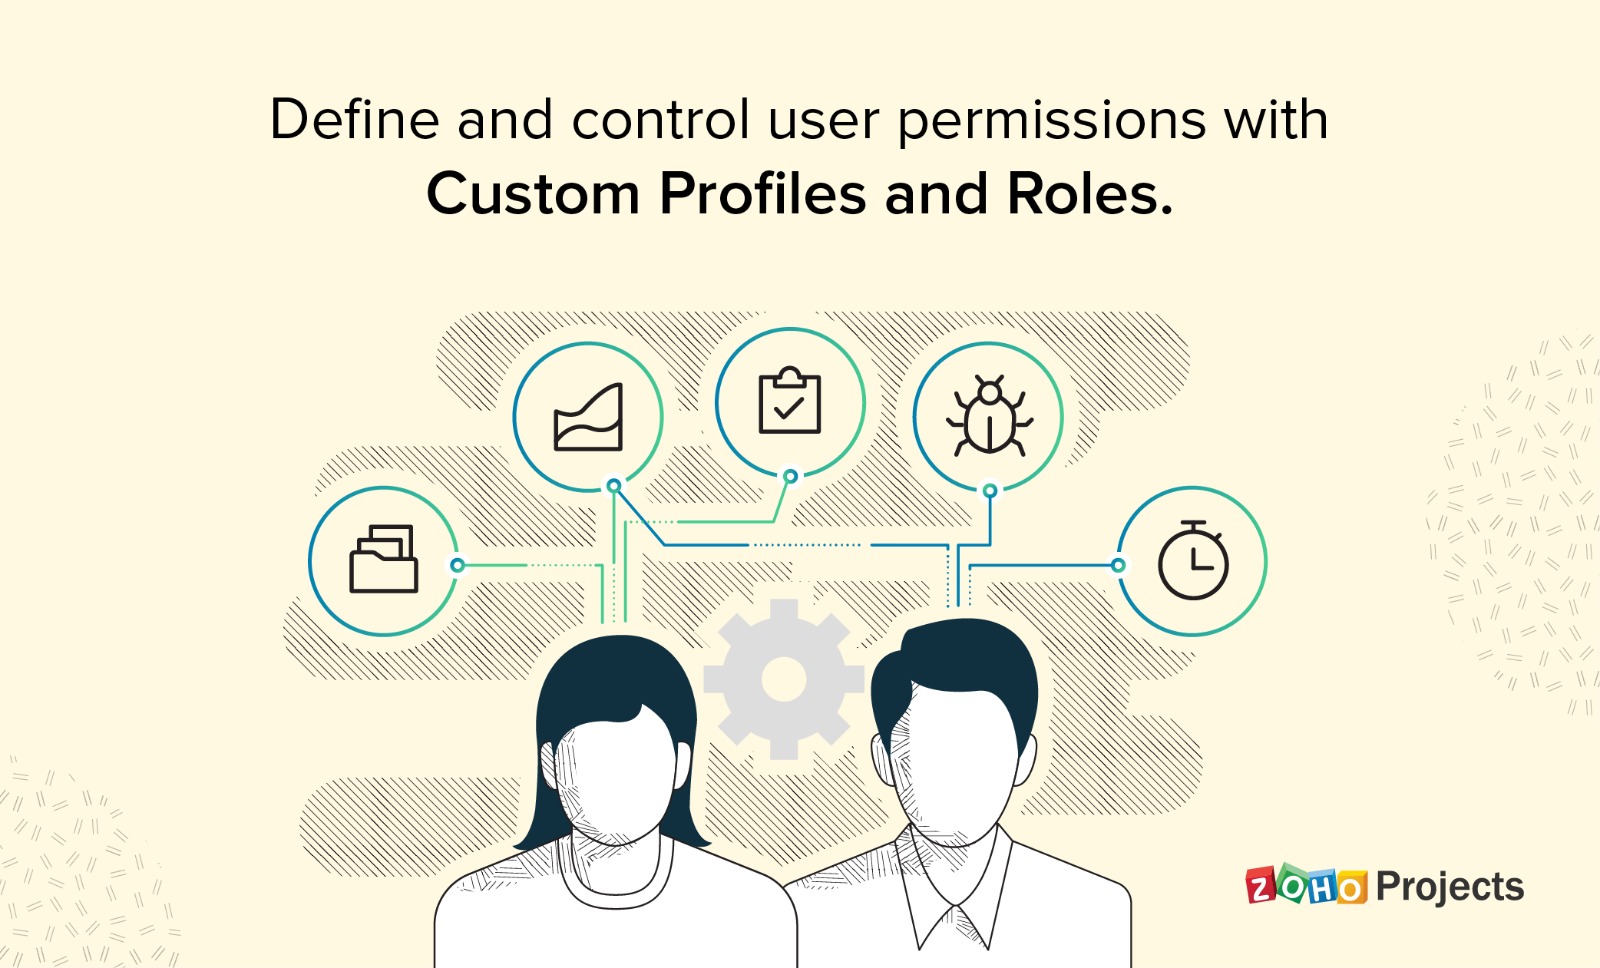 Define and control user permissions with
Custom Profiles and Roles.
ZOHO Projects